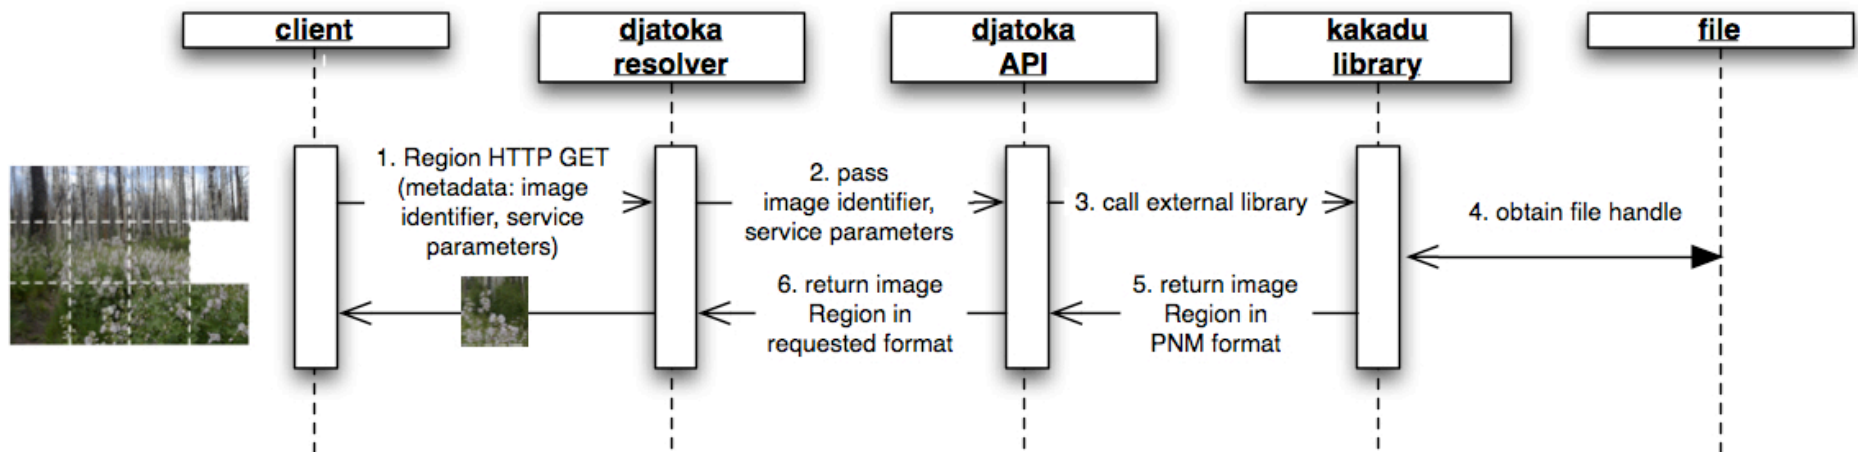 client
djatoka
resolver
djatoka
API
kakadu
library
file
1. Region HTTP GET
(metadata: image
identifier, service
parameters)
2. pass
image identifier,
service parameters
3. call external library
4. obtain file handle
6. return image
Region in
requested format
5. return image
Region in
PNM format